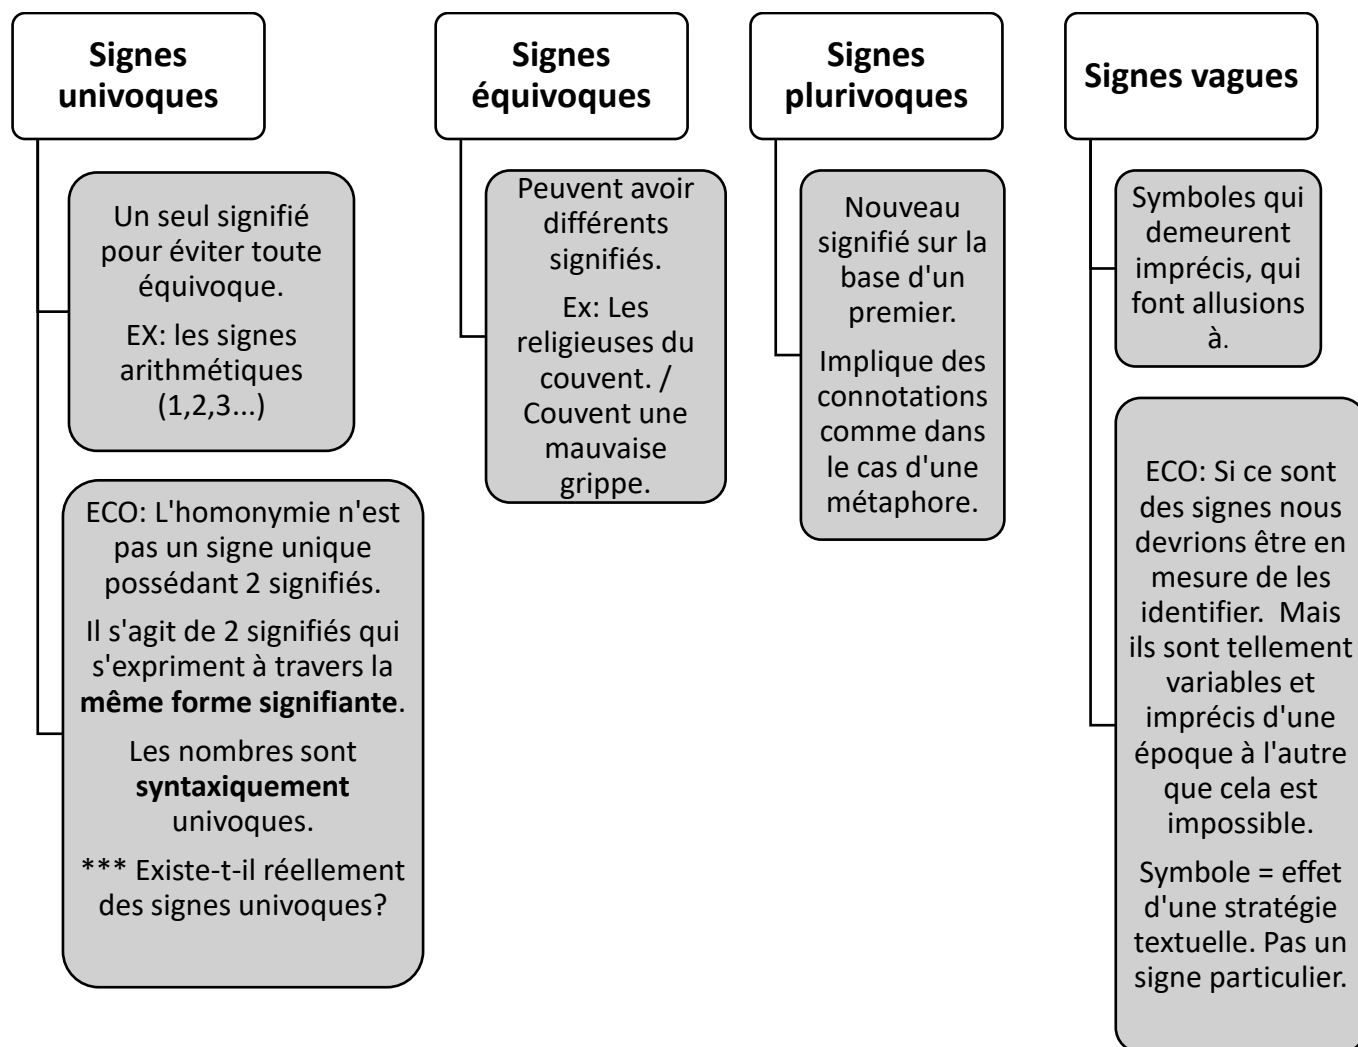 Signes
univoques
Un seul signifié
pour éviter toute
équivoque.
EX: les signes
arithmétiques
(1,2,3...)
ECO: L'homonymie n'est
pas un signe unique
possédant 2 signifiés.
Il s'agit de 2 signifiés qui
s'expriment à travers la
même forme signifiante.
Les nombres sont
syntaxiquement
univoques.
*** Existe-t-il réellement
des signes univoques?
Signes
équivoques
Peuvent avoir
différents
signifiés.
Ex: Les
religieuses du
couvent. /
Couvent une
mauvaise
grippe.
Signes
plurivoques
Nouveau
signifié sur la
base d'un
premier.
Implique des
connotations
comme dans
le cas d'une
métaphore.
Signes vagues
Symboles qui
demeurent
imprécis, qui
font allusions
à.
ECO: Si ce sont
des signes nous
devrions être en
mesure de les
identifier. Mais
ils sont tellement
variables et
imprécis d'une
époque à l'autre
que cela est
impossible.
Symbole = effet
d'une stratégie
textuelle. Pas un
signe particulier.